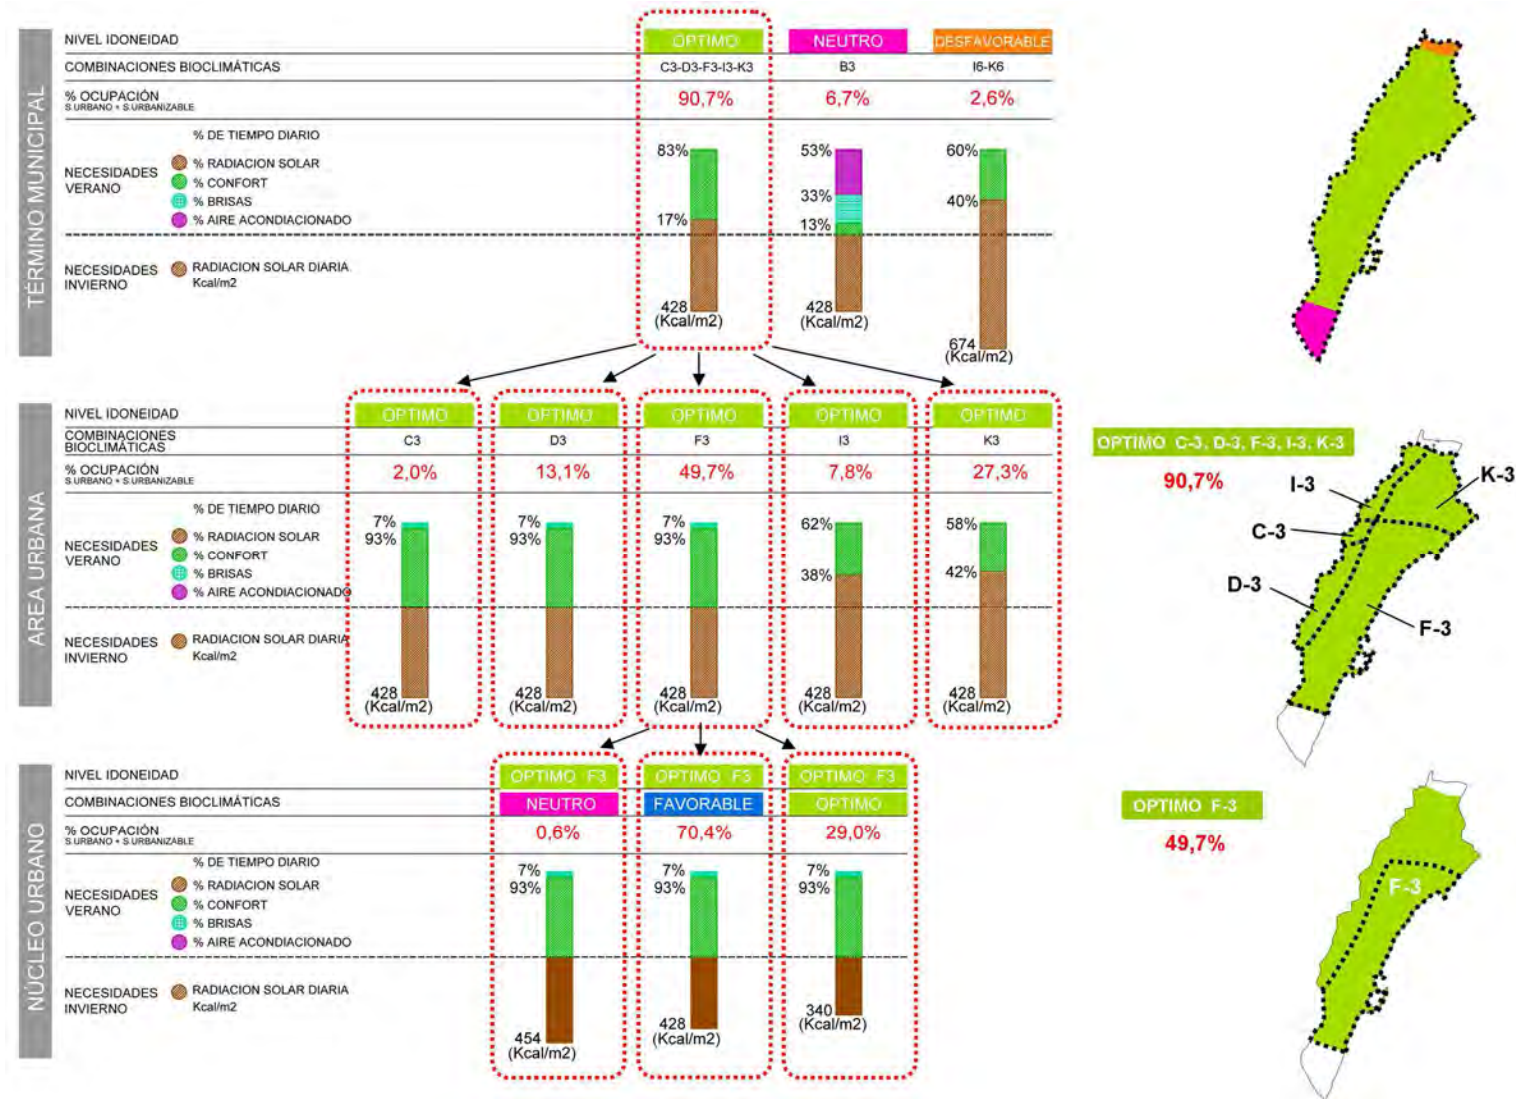 TÉRMINO MUNICIPAL
NIVEL IDONEIDAD
OPTIMO
NEUTRO
DESFAVORABLE
COMBINACIONES BIOCLIMÁTICAS
C3-D3-F3-I3-K3
B3
I6-K6
% OCUPACIÓN
S.URBANO + S.URBANIZABLE
90,7%
6,7%
2,6%
% DE TIEMPO DIARIO
NECESIDADES
VERANO
% RADIACION SOLAR
% CONFORT
% BRISAS
% AIRE ACONDIACIONADO
83%
17%
53%
33%
13%
60%
40%
NECESIDADES
INVIERNO
RADIACION SOLAR DIARIA
Kcal/m2
428
(Kcal/m2)
428
(Kcal/m2)
674
(Kcal/m2)
AREA URBANA
NIVEL IDONEIDAD
OPTIMO
OPTIMO
OPTIMO
OPTIMO
OPTIMO
COMBINACIONES
BIOCLIMÁTICAS
C3
D3
F3
I3
K3
% OCUPACIÓN
S.URBANO + S.URBANIZABLE
2,0%
13,1%
49,7%
7,8%
27,3%
% DE TIEMPO DIARIO
NECESIDADES
VERANO
% RADIACION SOLAR
% CONFORT
% BRISAS
% AIRE ACONDIACIONADO
7%
93%
7%
93%
7%
93%
62%
38%
58%
42%
NECESIDADES
INVIERNO
RADIACION SOLAR DIARIA
Kcal/m2
428
(Kcal/m2)
428
(Kcal/m2)
428
(Kcal/m2)
428
(Kcal/m2)
428
(Kcal/m2)
OPTIMO C-3, D-3, F-3, I-3, K-3
90,7%
I-3
K-3
C-3
D-3
F-3
NÚCLEO URBANO
NIVEL IDONEIDAD
OPTIMO F3
OPTIMO F3
OPTIMO F3
COMBINACIONES BIOCLIMÁTICAS
NEUTRO
FAVORABLE
OPTIMO
% OCUPACIÓN
S.URBANO + S.URBANIZABLE
0,6%
70,4%
29,0%
% DE TIEMPO DIARIO
NECESIDADES
VERANO
% RADIACION SOLAR
% CONFORT
% BRISAS
% AIRE ACONDIACIONADO
7%
93%
7%
93%
7%
93%
NECESIDADES
INVIERNO
RADIACION SOLAR DIARIA
Kcal/m2
454
(Kcal/m2)
428
(Kcal/m2)
340
(Kcal/m2)
OPTIMO F-3
49,7%
F-3